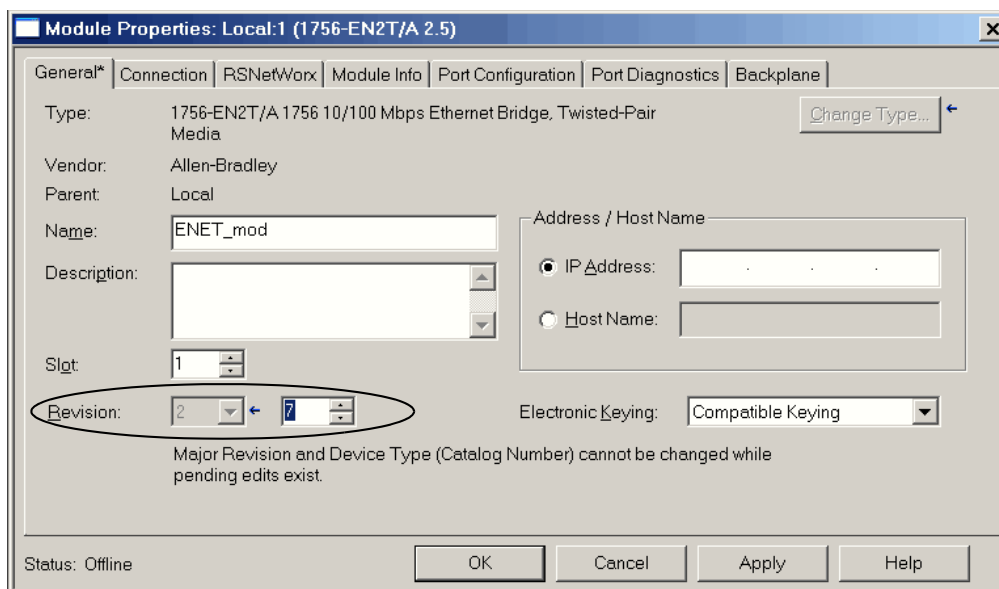 Module Properties: Local:1 (1756-EN2T/A 2.5)
General* Connection RSNetWorx Module Info Port Configuration Port Diagnostics Backplane
Type: 1756-EN2T/A 1756 10/100 Mbps Ethernet Bridge, Twisted-Pair
Media
Change Type...
Vendor: Allen-Bradley
Parent: Local
Name: ENET_mod
Description:
Address / Host Name
IP Address: . . .
Host Name:
Slot: 1
Revision: 2 7
Electronic Keying: Compatible Keying
Major Revision and Device Type (Catalog Number) cannot be changed while
pending edits exist.
Status: Offline
OK Cancel Apply Help